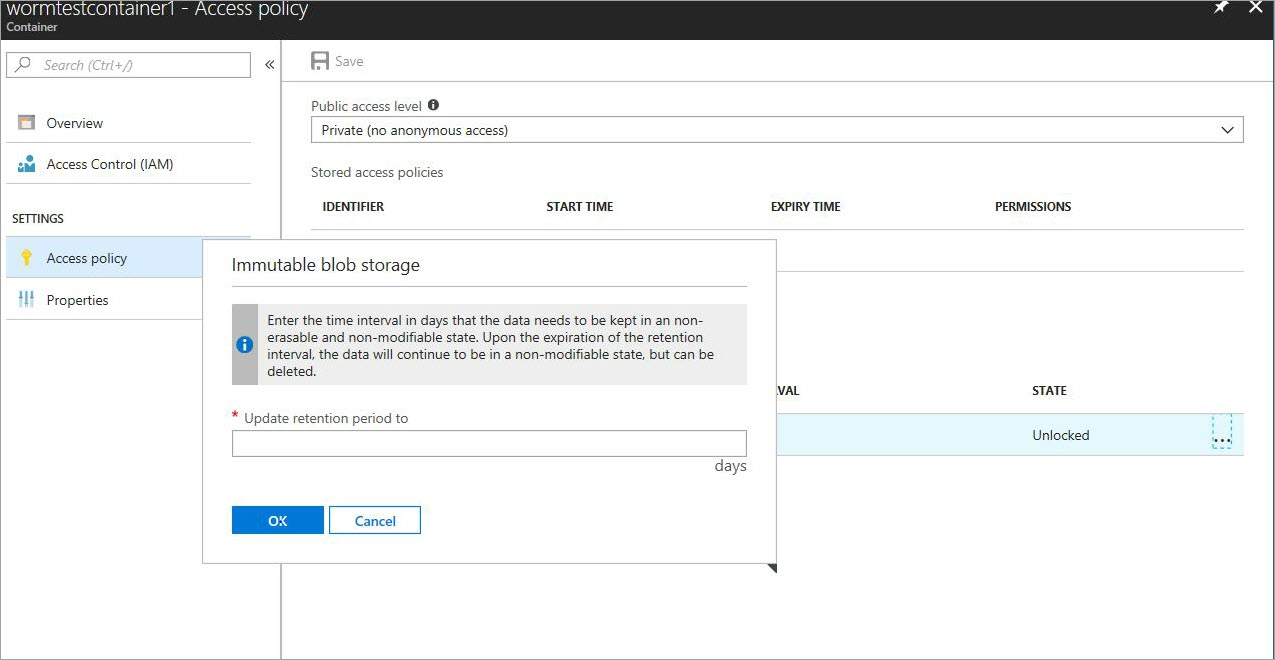 wormtestcontainer1 - Access policy
Container
Search (Ctrl+/)
«
Overview
Access Control (IAM)
SETTINGS
Access policy
Properties
Save
Public access level
Private (no anonymous access)
Stored access policies
IDENTIFIER START TIME EXPIRY TIME PERMISSIONS
Immutable blob storage
Enter the time interval in days that the data needs to be kept in an non-
erasable and non-modifiable state. Upon the expiration of the retention
interval, the data will continue to be in a non-modifiable state, but can be
deleted.
* Update retention period to
days
OK Cancel
VAL STATE
Unlocked ...